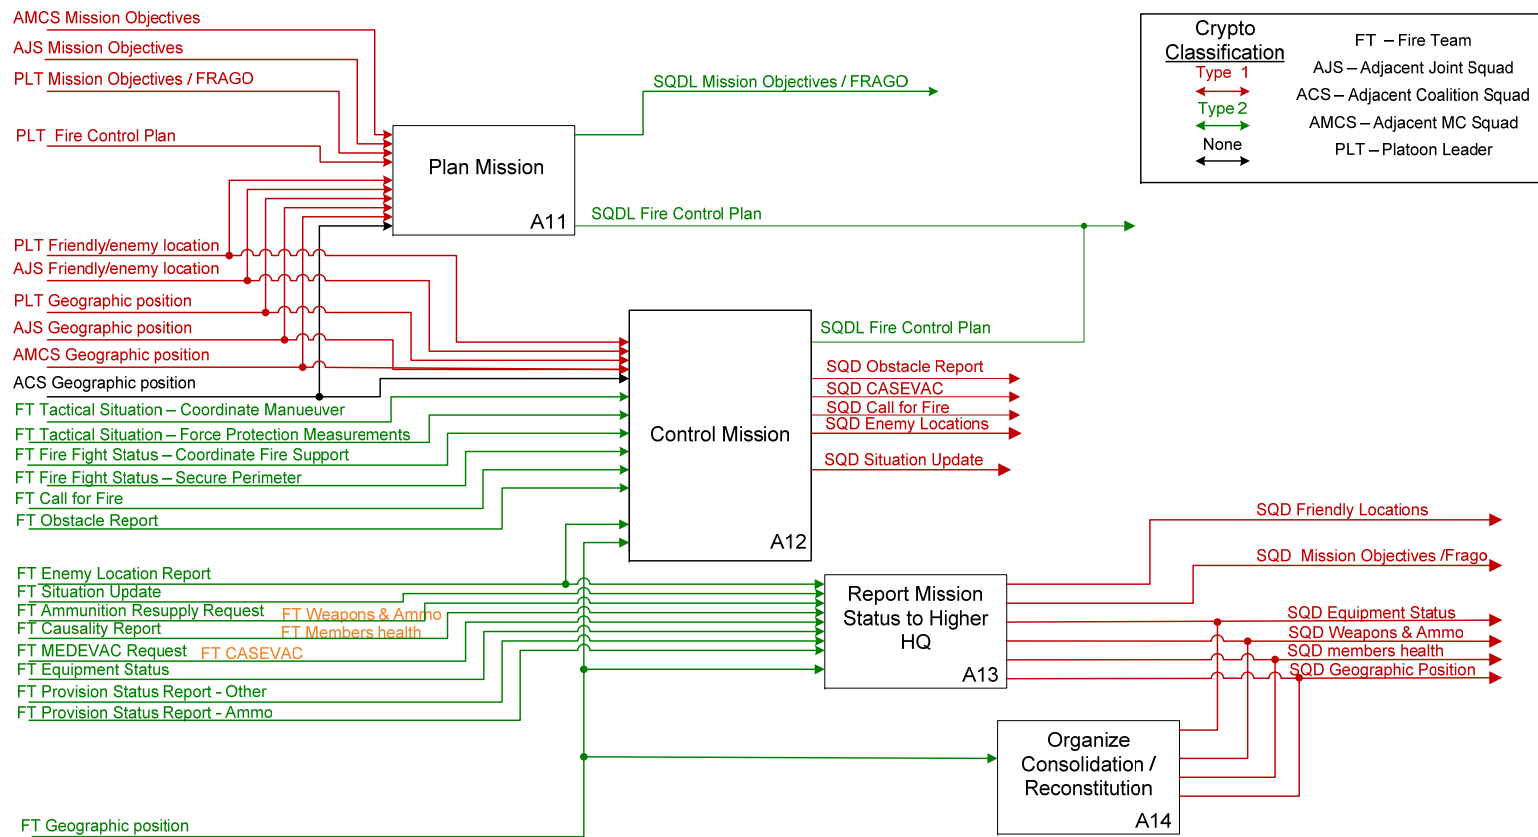 AMCS Mission Objectives
AJS Mission Objectives
PLT Mission Objectives / FRAGO
PLT Fire Control Plan
PLT Friendly/enemy location
AJS Friendly/enemy location
PLT Geographic position
AJS Geographic position
AMCS Geographic position
ACS Geographic position
FT Tactical Situation – Coordinate Manueuver
FT Tactical Situation – Force Protection Measurements
FT Fire Fight Status – Coordinate Fire Support
FT Fire Fight Status – Secure Perimeter
FT Call for Fire
FT Obstacle Report
FT Enemy Location Report
FT Situation Update
FT Ammunition Resupply Request
FT Weapons & Ammo
FT Causality Report
FT Members health
FT MEDEVAC Request
FT CASEVAC
FT Equipment Status
FT Provision Status Report - Other
FT Provision Status Report - Ammo
FT Geographic position
Plan Mission
A11
SQDL Mission Objectives / FRAGO
SQDL Fire Control Plan
Control Mission
A12
SQDL Fire Control Plan
SQD Obstacle Report
SQD CASEVAC
SQD Call for Fire
SQD Enemy Locations
SQD Situation Update
Report Mission
Status to Higher
HQ
A13
SQD Friendly Locations
SQD Mission Objectives /Frago
SQD Equipment Status
SQD Weapons & Ammo
SQD members health
SQD Geographic Position
Organize
Consolidation /
Reconstitution
A14
Crypto
Classification
Type 1
Type 2
None
FT – Fire Team
AJS – Adjacent Joint Squad
ACS – Adjacent Coalition Squad
AMCS – Adjacent MC Squad
PLT – Platoon Leader